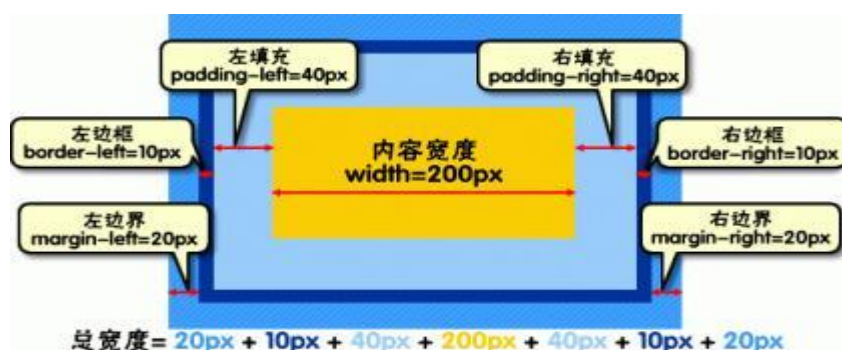 左填充
padding-left=40px
右填充
padding-right=40px
左边框
border-left=10px
内容宽度
width=200px
右边框
border-right=10px
左边界
margin-left=20px
右边界
margin-right=20px
总宽度= 20px + 10px + 40px + 200px + 40px + 10px + 20px